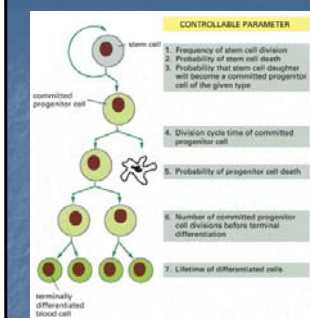 CONTROLLABLE PARAMETER
stem cell
1. Frequency of stem cell division
2. Probability of stem cell death
3. Probability that stem cell daughter
will become a committed progenitor
cell of the given type
committed
progenitor cell
4. Division cycle time of committed
progenitor cell
5. Probability of progenitor cell death
6. Number of committed progenitor
cell divisions before terminal
differentiation
7. Lifetime of differentiated cells
terminally
differentiated
blood cell